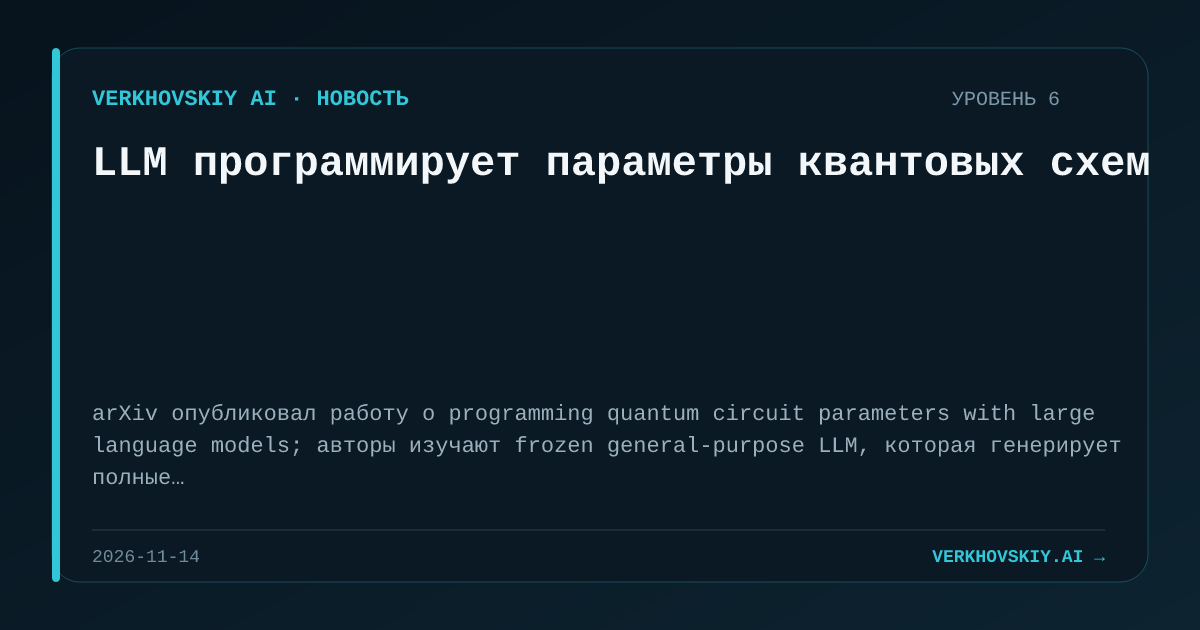 VERKHOVSKIY AI · НОВОСТЬ
УРОВЕНЬ 6
LLM программирует параметры квантовых схем
arXiv опубликовал работу о programming quantum circuit parameters with large
language models; авторы изучают frozen general-purpose LLM, которая генерирует
полные…
2026-11-14
VERKHOVSKIY.AI →